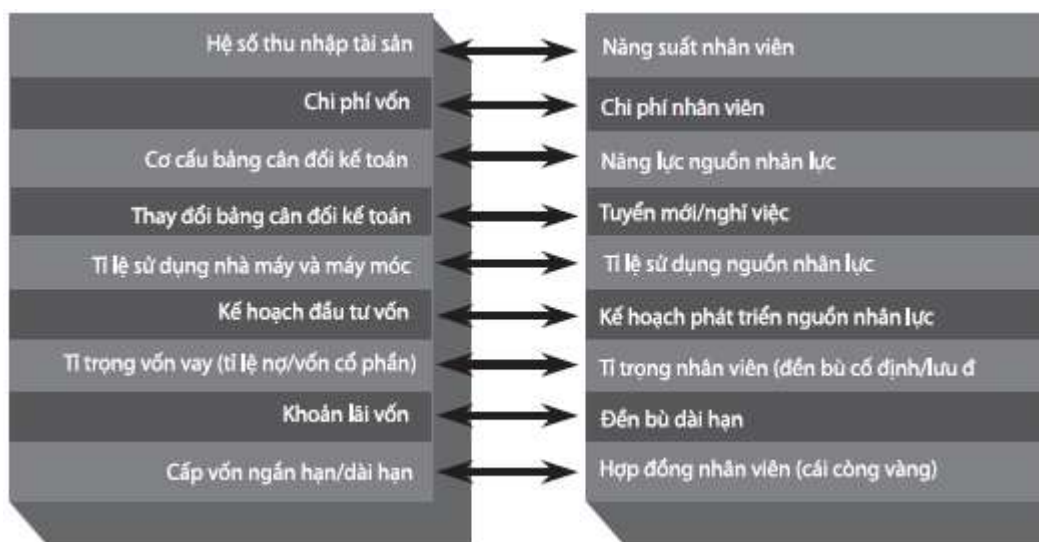 Hệ số thu nhập tài sản
Năng suất nhân viên
Chi phí vốn
Chi phí nhân viên
Cơ cấu bảng cân đối kế toán
Năng lực nguồn nhân lực
Thay đổi bảng cân đối kế toán
Tuyển mới/nghỉ việc
Tỉ lệ sử dụng nhà máy và máy móc
Tỉ lệ sử dụng nguồn nhân lực
Kế hoạch đầu tư vốn
Kế hoạch phát triển nguồn nhân lực
Tỉ trọng vốn vay (tỉ lệ nợ/vốn cổ phần)
Tỉ trọng nhân viên (đền bù cố định/lưu đ
Khoản lãi vốn
Đền bù dài hạn
Cấp vốn ngắn hạn/dài hạn
Hợp đồng nhân viên (cái còng vàng)